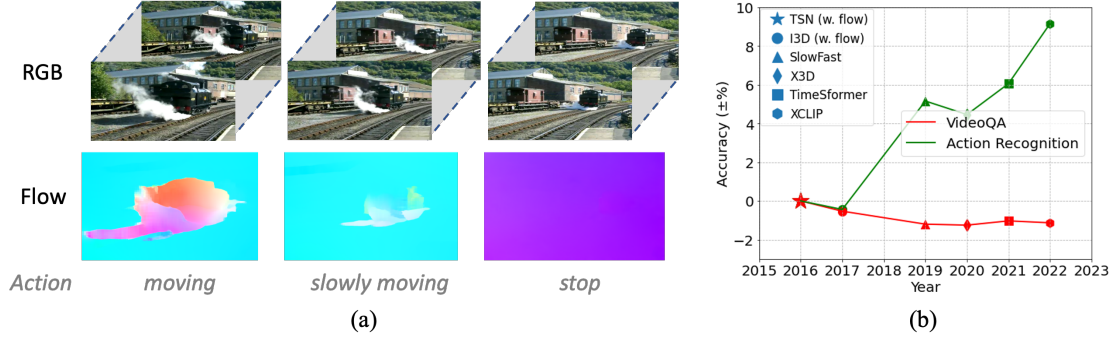 RGB
Flow
Action moving slowly moving stop
(a)
10
8
6
4
2
0
−2
Accuracy (±%)
TSN (w. flow)
I3D (w. flow)
SlowFast
X3D
TimeSformer
XCLIP
VideoQA
Action Recognition
2015 2016 2017 2018 2019 2020 2021 2022 2023
Year
(b)